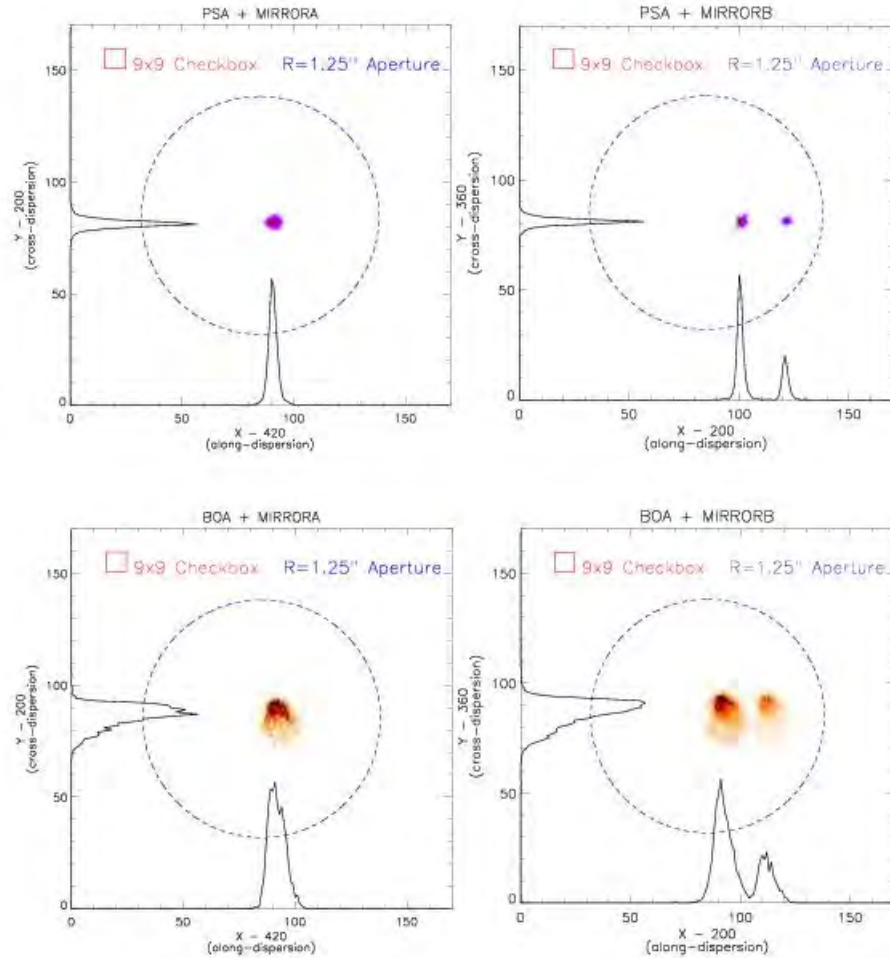 PSA + MIRRORA
9x9 Checkbox R=1.25" Aperture
150
100
50
0
Y - 200
(cross-dispersion)
0 50 100 150
X - 420
(along-dispersion)
PSA + MIRRORB
9x9 Checkbox R=1.25" Aperture
150
100
50
0
Y - 360
(cross-dispersion)
0 50 100 150
X - 200
(along-dispersion)
BOA + MIRRORA
9x9 Checkbox R=1.25" Aperture
150
100
50
0
Y - 200
(cross-dispersion)
0 50 100 150
X - 420
(along-dispersion)
BOA + MIRRORB
9x9 Checkbox R=1.25" Aperture
150
100
50
0
Y - 360
(cross-dispersion)
0 50 100 150
X - 200
(along-dispersion)